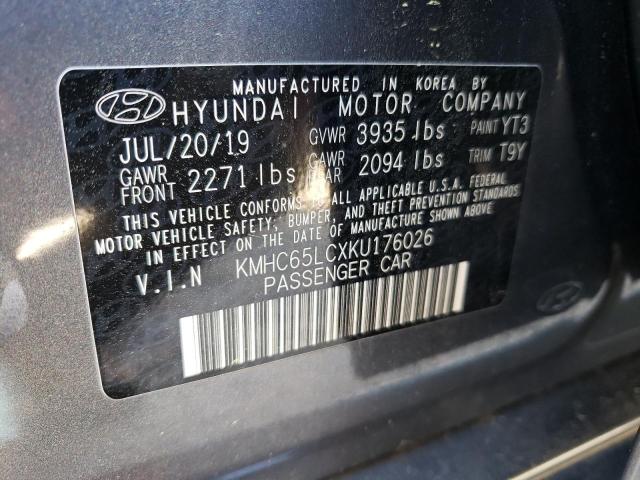 MANUFACTURED IN KOREA BY
HYUNDAI MOTOR COMPANY
JUL/20/19 GVWR 3935 lbs PAINT YT3
GAWR FRONT 2271 lbs GAWR REAR 2094 lbs TRIM T9Y
THIS VEHICLE CONFORMS TO ALL APPLICABLE U.S.A. FEDERAL
MOTOR VEHICLE SAFETY, BUMPER, AND THEFT PREVENTION STANDARDS
IN EFFECT ON THE DATE OF MANUFACTURE SHOWN ABOVE.
V.I.N KMHC65LCXKU176026
PASSENGER CAR